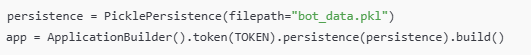 persistence = PicklePersistence(filepath="bot_data.pkl")
app = ApplicationBuilder().token(TOKEN).persistence(persistence).build()